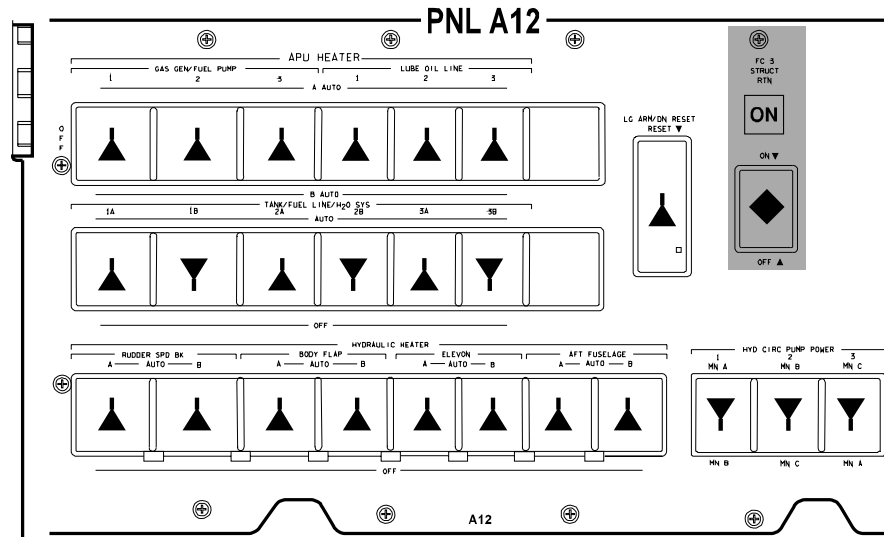 PNL A12
APU HEATER
GAS GEN/FUEL PUMP LUBE OIL LINE
1 2 3 1 2 3
A AUTO
OFF
B AUTO
TANK/FUEL LINE/H2O SYS
1A 1B 2A 2B 3A 3B
AUTO
OFF
LG ARM/DN RESET
RESET ▼
FC 3
STRUCT
RTN
ON
ON ▼
OFF ▲
HYDRAULIC HEATER
RUDDER SPD BK BODY FLAP ELEVON AFT FUSELAGE
A AUTO B A AUTO B A AUTO B A AUTO B
OFF
HYD CIRC PUMP POWER
1 2 3
MN A MN B MN C
MN B MN C MN A
A12